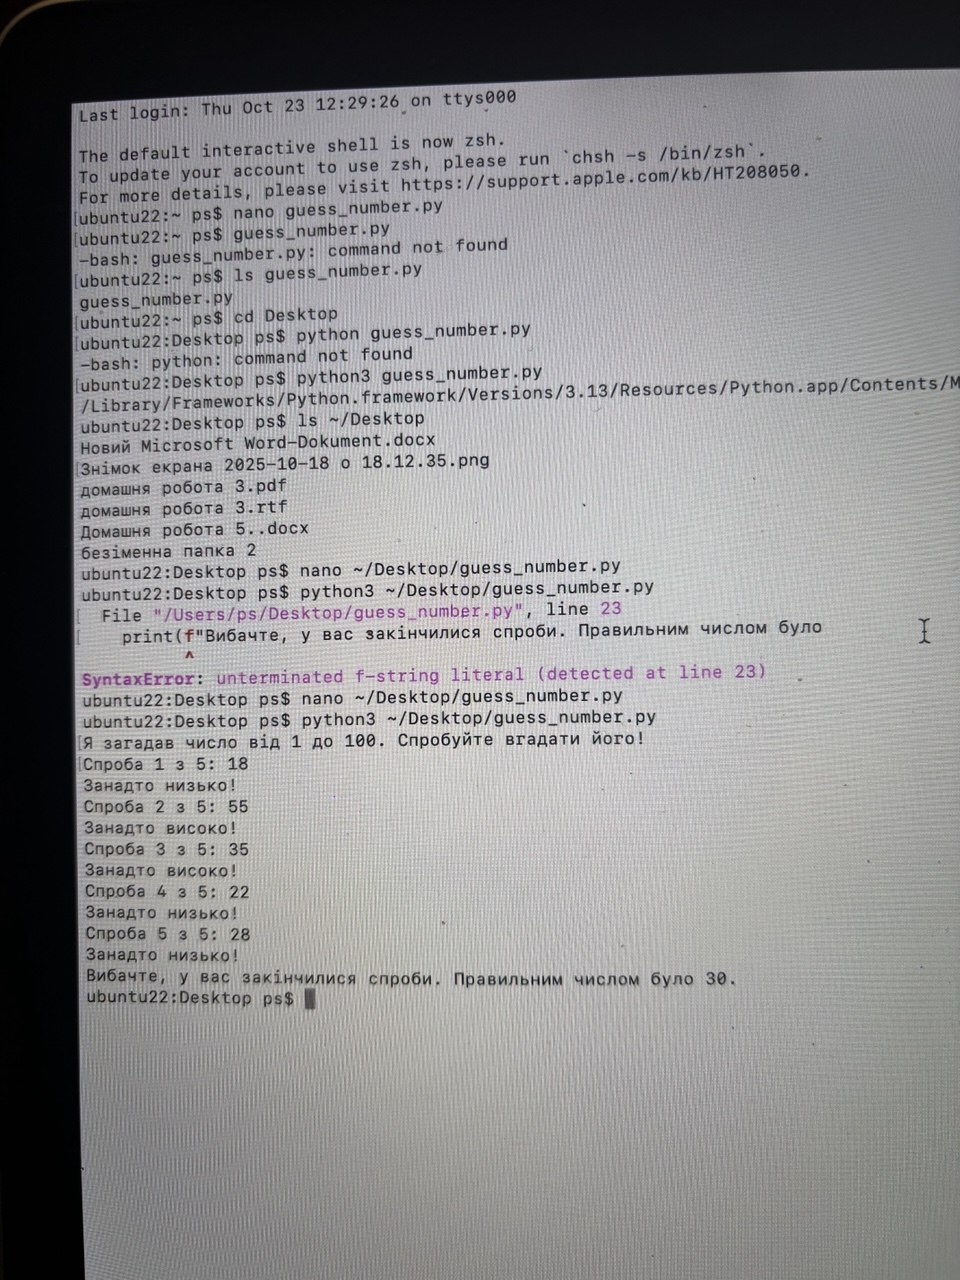 Last login: Thu Oct 23 12:29:26 on ttys000
The default interactive shell is now zsh.
To update your account to use zsh, please run `chsh -s /bin/zsh`.
For more details, please visit https://support.apple.com/kb/HT208050.
[ubuntu22:~ ps$ nano guess_number.py
[ubuntu22:~ ps$ guess_number.py
-bash: guess_number.py: command not found
[ubuntu22:~ ps$ ls guess_number.py
guess_number.py
[ubuntu22:~ ps$ cd Desktop
[ubuntu22:Desktop ps$ python guess_number.py
-bash: python: command not found
[ubuntu22:Desktop ps$ python3 guess_number.py
/Library/Frameworks/Python.framework/Versions/3.13/Resources/Python.app/Contents/M
ubuntu22:Desktop ps$ ls ~/Desktop
Новий Microsoft Word-Dokument.docx
[Знімок екрана 2025-10-18 о 18.12.35.png
домашня робота 3.pdf
домашня робота 3.rtf
Домашня робота 5..docx
безіменна папка 2
ubuntu22:Desktop ps$ nano ~/Desktop/guess_number.py
ubuntu22:Desktop ps$ python3 ~/Desktop/guess_number.py
[ File "/Users/ps/Desktop/guess_number.py", line 23
[ print(f"Вибачте, у вас закінчилися спроби. Правильним числом було
^
SyntaxError: unterminated f-string literal (detected at line 23)
ubuntu22:Desktop ps$ nano ~/Desktop/guess_number.py
ubuntu22:Desktop ps$ python3 ~/Desktop/guess_number.py
[Я загадав число від 1 до 100. Спробуйте вгадати його!
[Спроба 1 з 5: 18
Занадто низько!
Спроба 2 з 5: 55
Занадто високо!
Спроба 3 з 5: 35
Занадто високо!
Спроба 4 з 5: 22
Занадто низько!
Спроба 5 з 5: 28
Занадто низько!
Вибачте, у вас закінчилися спроби. Правильним числом було 30.
ubuntu22:Desktop ps$